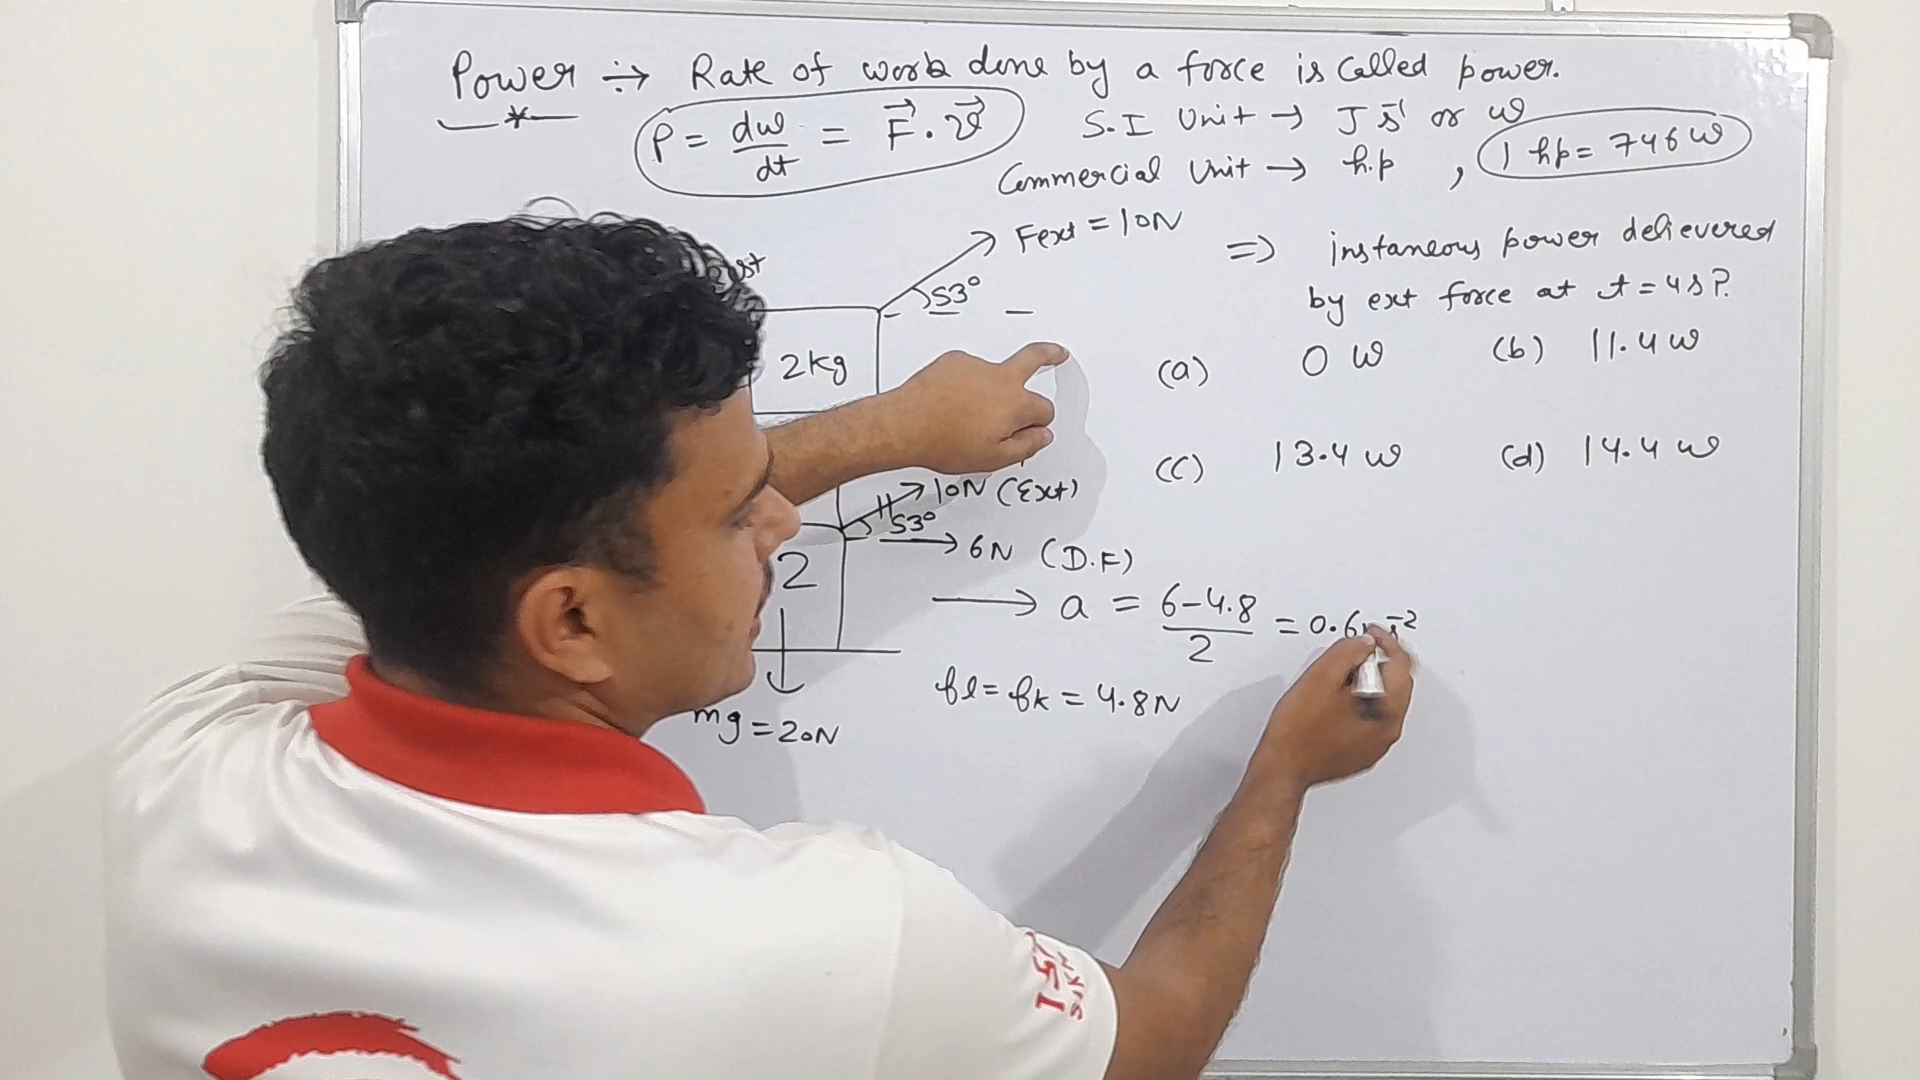 Power ÷→ Rate of work done by a force is called power.
P = dw/dt = F⃗ . v⃗
S.I Unit → J s⁻¹ or w
Commercial Unit → h.p , 1 hp = 746 w
Fext = 10N
53°
2kg
=> instaneous power delievered
by ext force at t = 4s?
(a) 0 w (b) 11.4 w
(c) 13.4 w (d) 14.4 w
10N (Ext)
53°
6N (D.F)
2
a = 6-4.8/2 = 0.6 s⁻²
fl = fk = 4.8N
mg = 20N